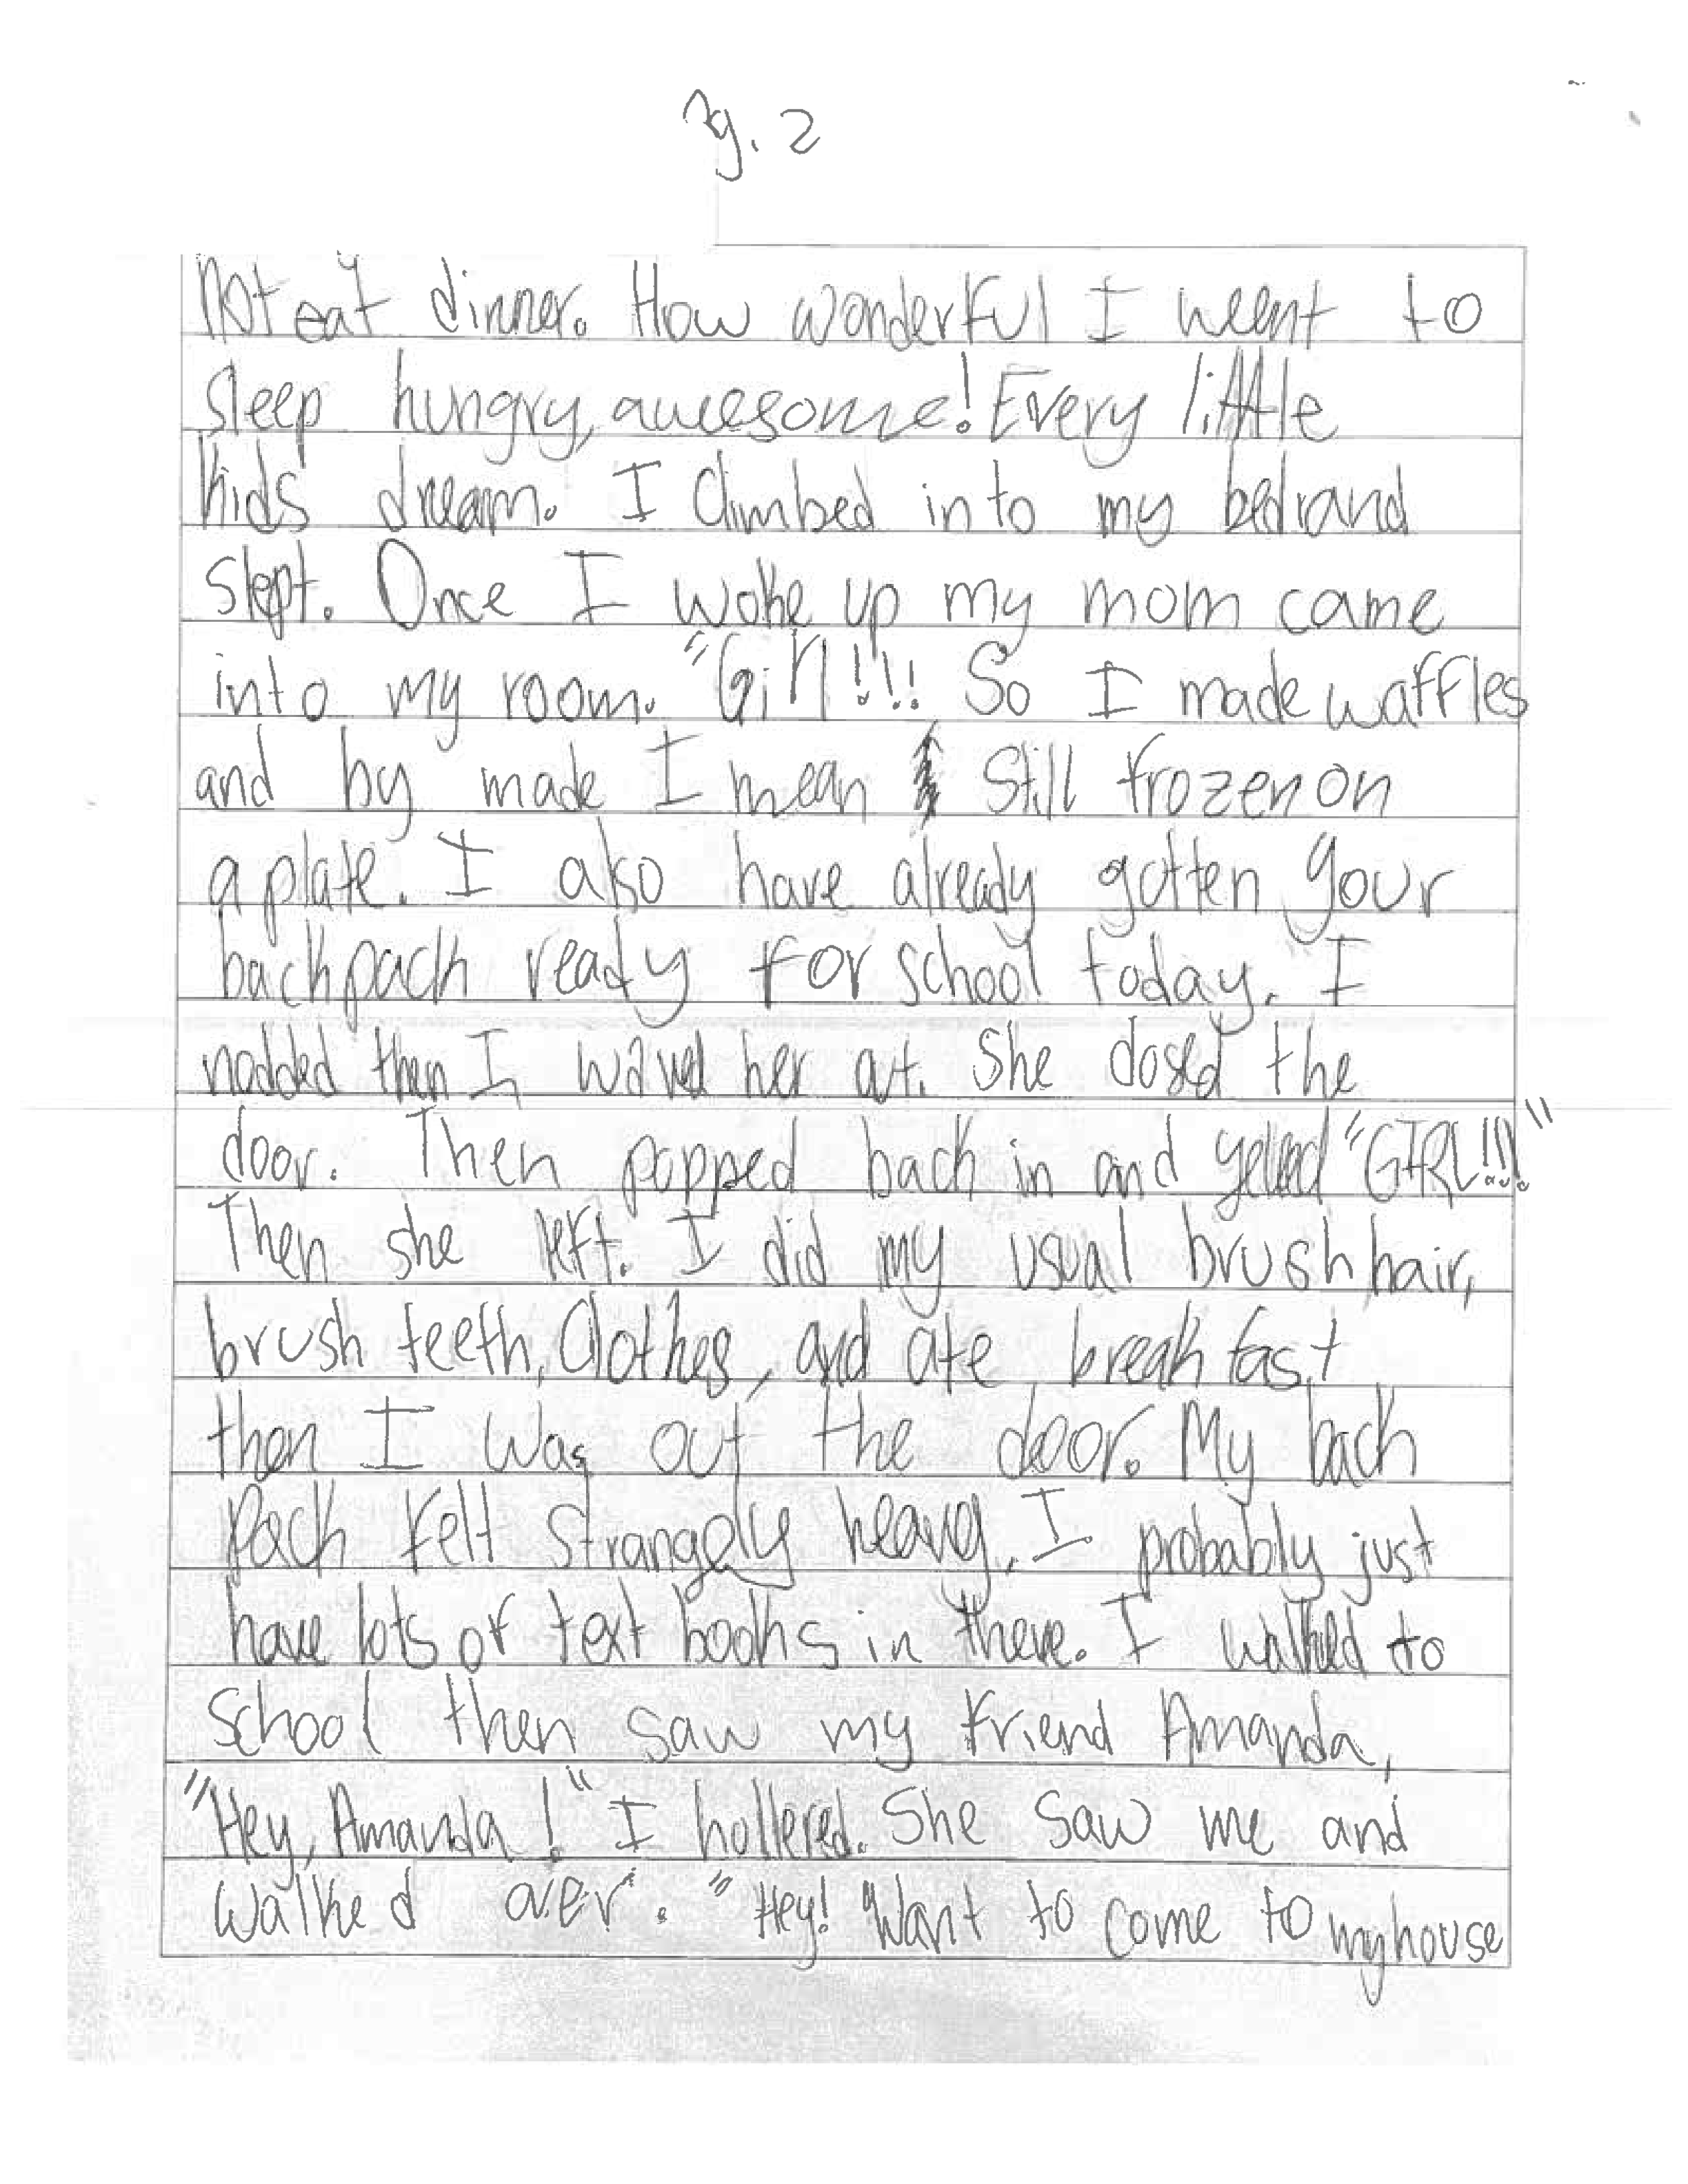 Pg. 2
not eat dinner. How wonderful I went to
sleep hungry, awesome! Every little
kids dream. I climbed into my bed and
slept. Once I woke up my mom came
into my room. "Girl!!! So I made waffles
and by made I mean still frozen on
a plate. I also have already gotten your
backpack ready for school today. I
nodded then I waved her out. She closed the
door. Then popped back in and yelled "GIRL!!!"
Then she left. I did my usual brush hair,
brush teeth, Clothes, and ate breakfast
then I was out the door. My back
pack felt strangely heavy. I probably just
have lots of text books in there. I walked to
school then saw my friend Amanda,
"Hey, Amanda!" I hollered. She saw me and
walked over. "Hey! Want to come to my house